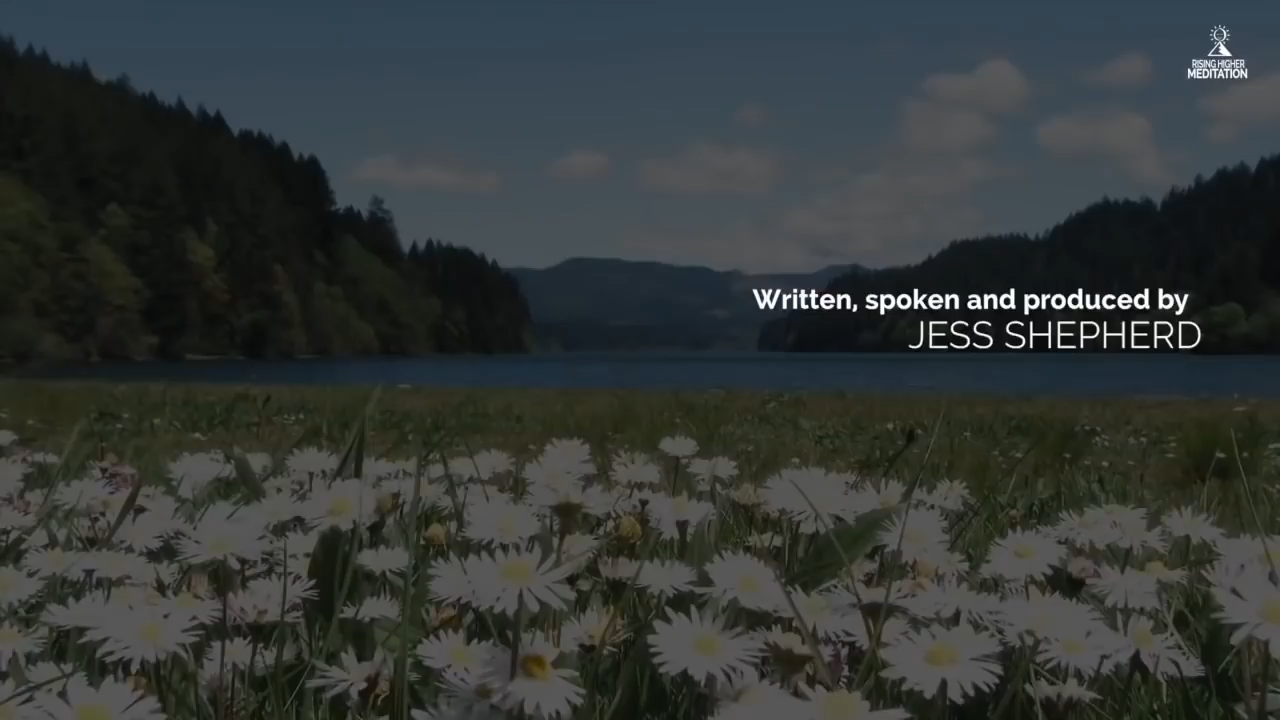 RISING HIGHER
MEDITATION
Written, spoken and produced by
JESS SHEPHERD